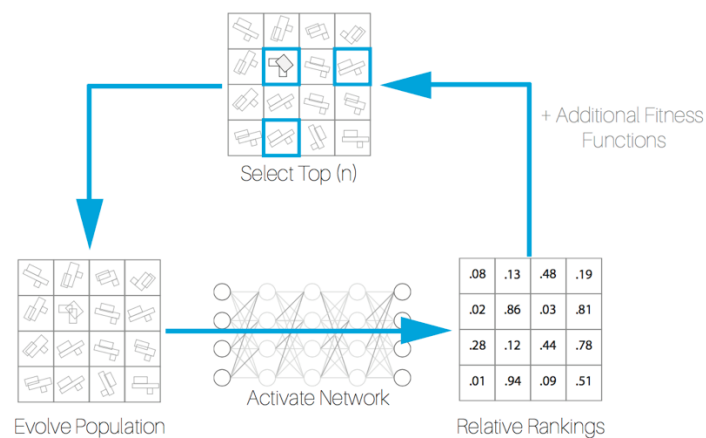 Select Top (n)
+ Additional Fitness
Functions
.08 .13 .48 .19
.02 .86 .03 .81
.28 .12 .44 .78
.01 .94 .09 .51
Evolve Population
Activate Network
Relative Rankings